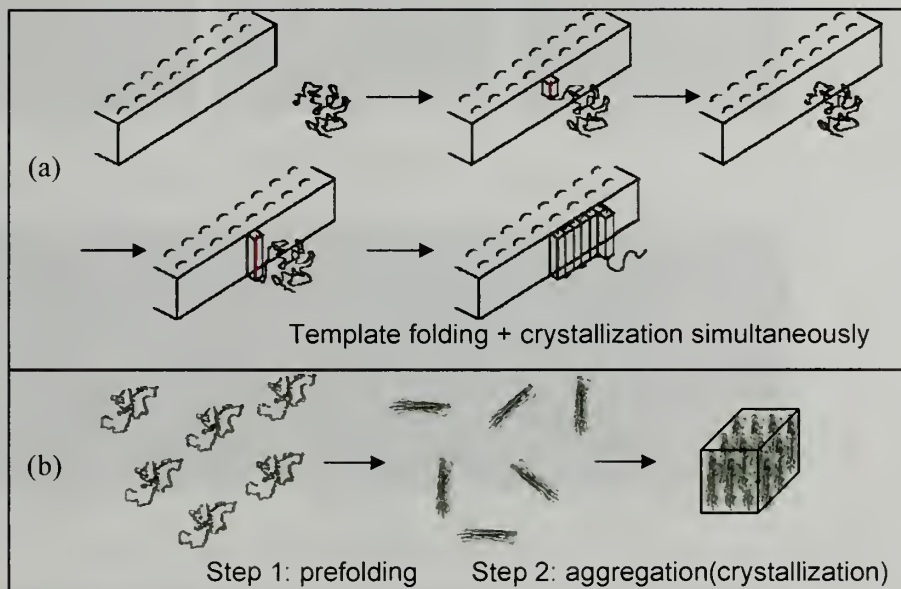 (a)
Template folding + crystallization simultaneously
(b)
Step 1: prefolding Step 2: aggregation(crystallization)